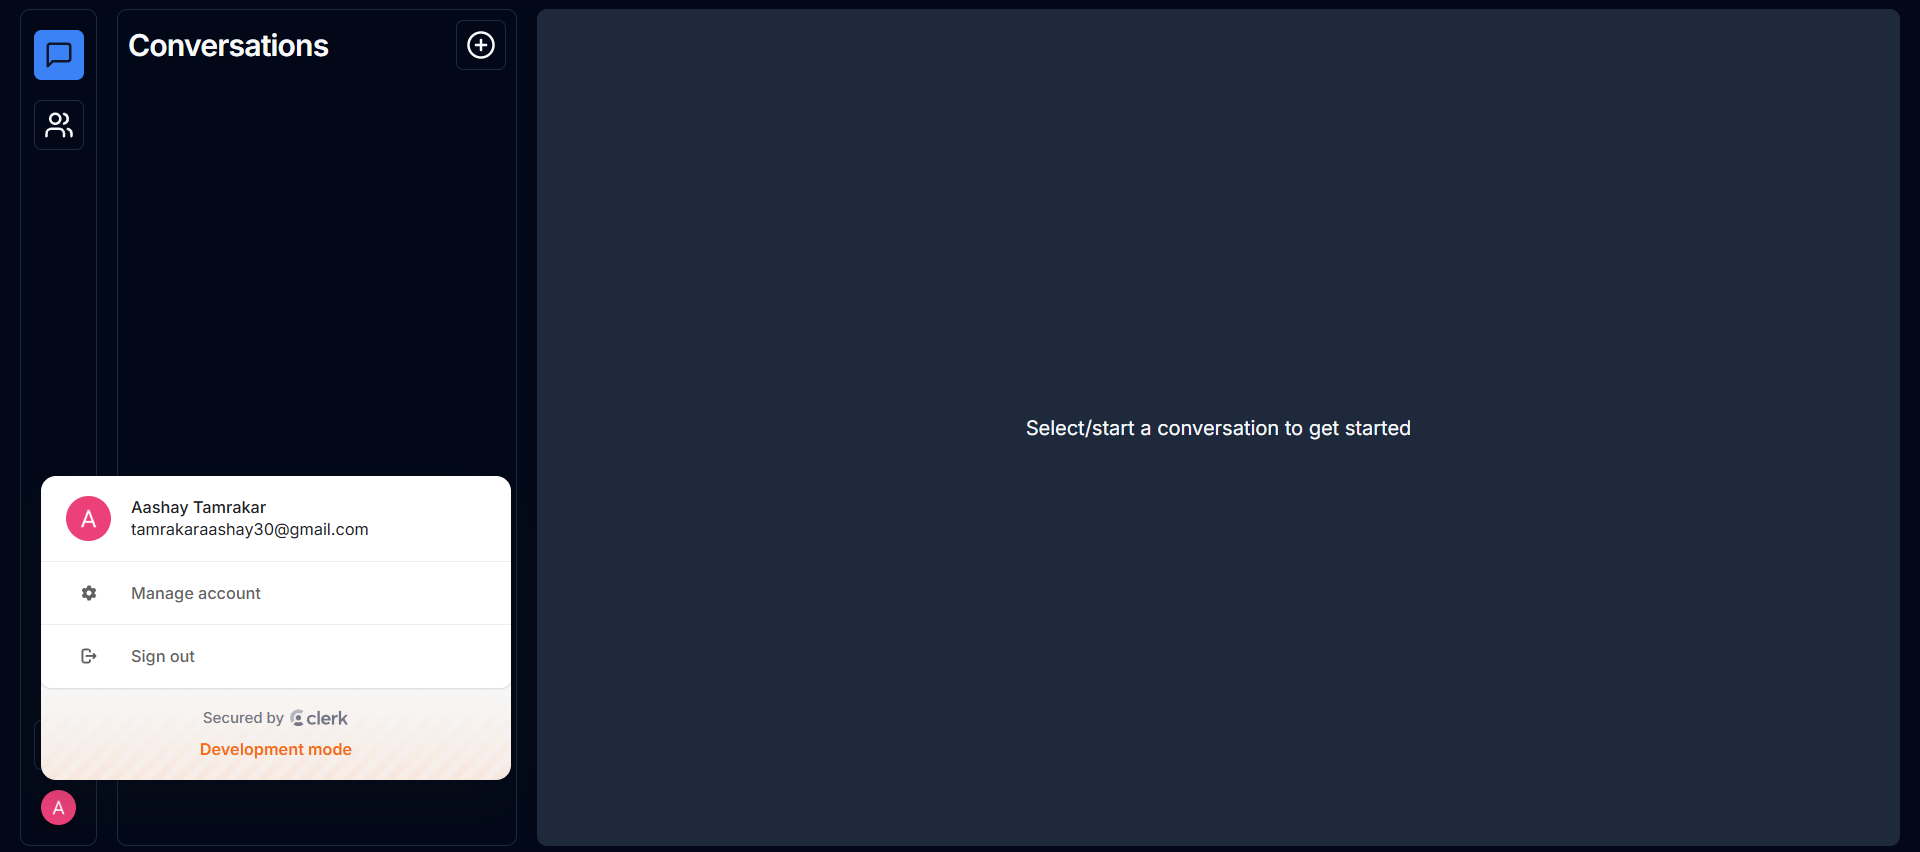 Conversations
Select/start a conversation to get started
A
Aashay Tamrakar
tamrakaraashay30@gmail.com
Manage account
Sign out
Secured by clerk
Development mode
A